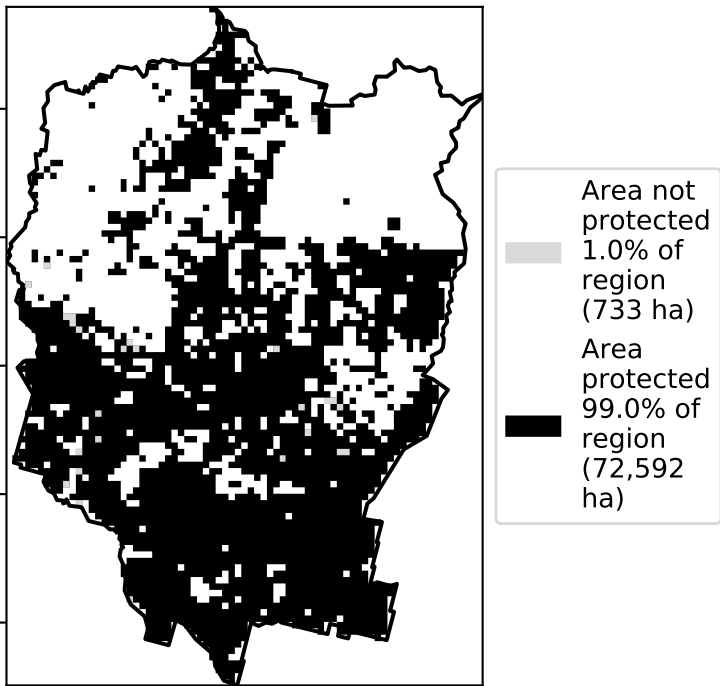 Area not
protected
1.0% of
region
(733 ha)
Area
protected
99.0% of
region
(72,592
ha)